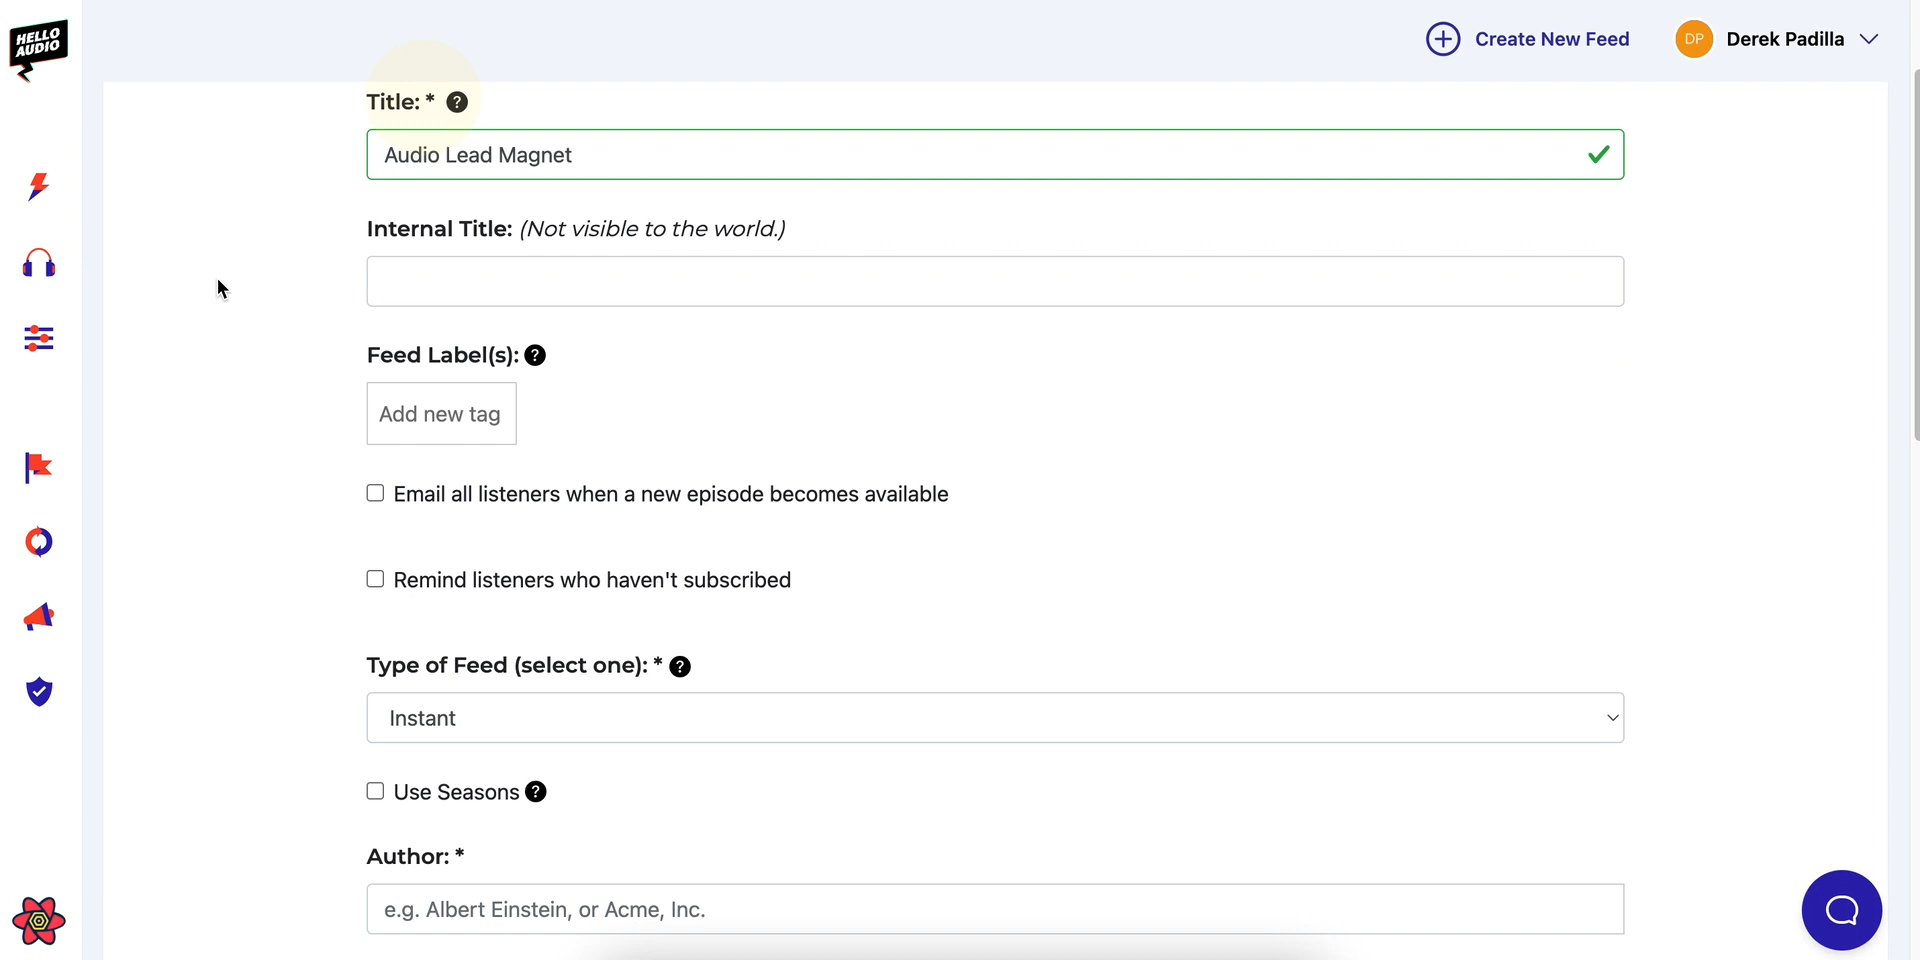 HELLO
AUDIO
Create New Feed
DP
Derek Padilla
Title: * ?
Audio Lead Magnet
Internal Title: (Not visible to the world.)
Feed Label(s): ?
Add new tag
Email all listeners when a new episode becomes available
Remind listeners who haven't subscribed
Type of Feed (select one): * ?
Instant
Use Seasons ?
Author: *
e.g. Albert Einstein, or Acme, Inc.